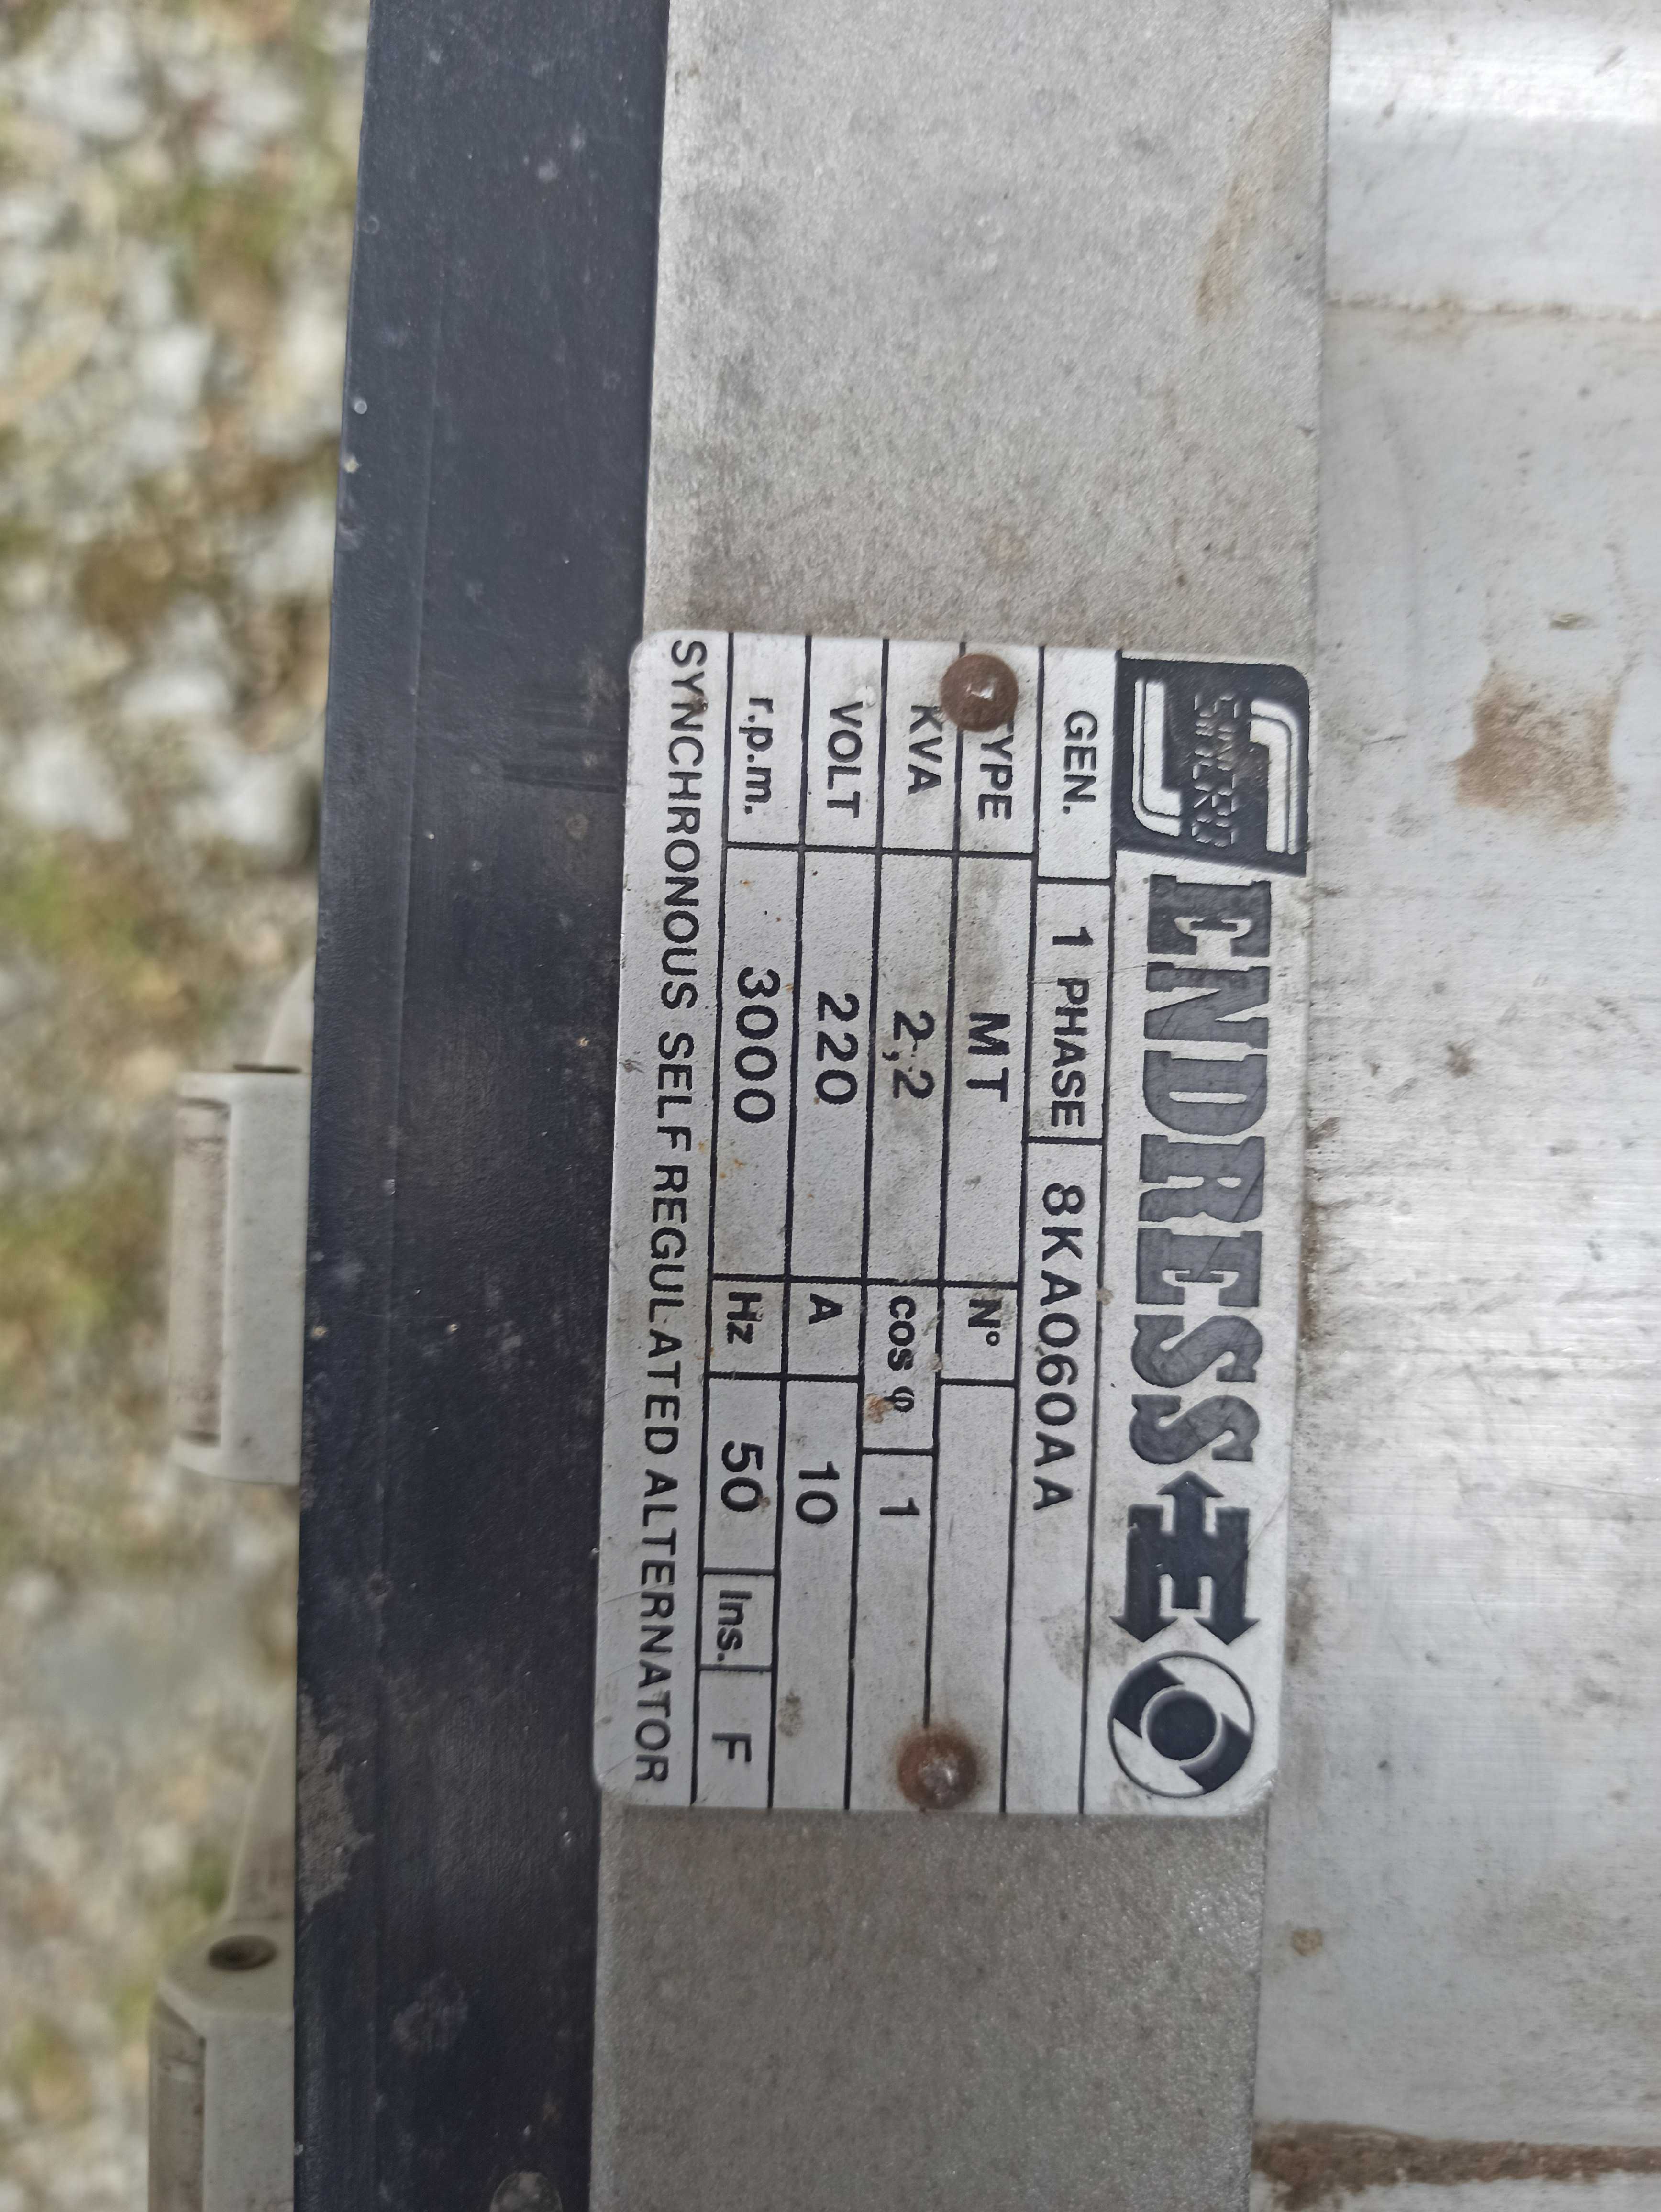 SINCRO ENDRESS
GEN. 1 PHASE 8KA060AA
TYPE MT N°
KVA 2,2 cos φ 1
VOLT 220 A 10
r.p.m. 3000 Hz 50 Ins. F
SYNCHRONOUS SELF REGULATED ALTERNATOR